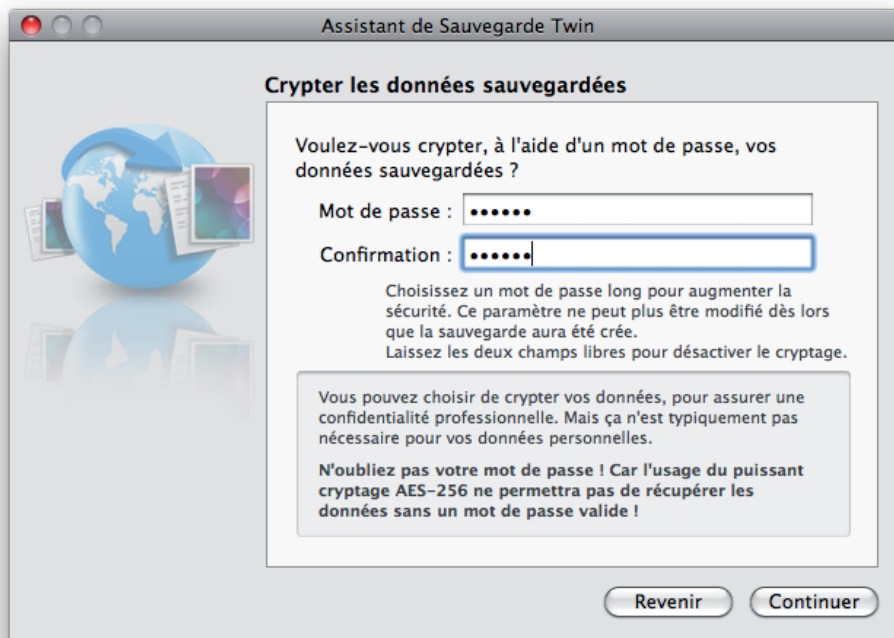 Assistant de Sauvegarde Twin
Crypter les données sauvegardées
Voulez-vous crypter, à l'aide d'un mot de passe, vos
données sauvegardées ?
Mot de passe : ••••••
Confirmation : ••••••
Choisissez un mot de passe long pour augmenter la
sécurité. Ce paramètre ne peut plus être modifié dès lors
que la sauvegarde aura été crée.
Laissez les deux champs libres pour désactiver le cryptage.
Vous pouvez choisir de crypter vos données, pour assurer une
confidentialité professionnelle. Mais ça n'est typiquement pas
nécessaire pour vos données personnelles.
N'oubliez pas votre mot de passe ! Car l'usage du puissant
cryptage AES-256 ne permettra pas de récupérer les
données sans un mot de passe valide !
Revenir Continuer